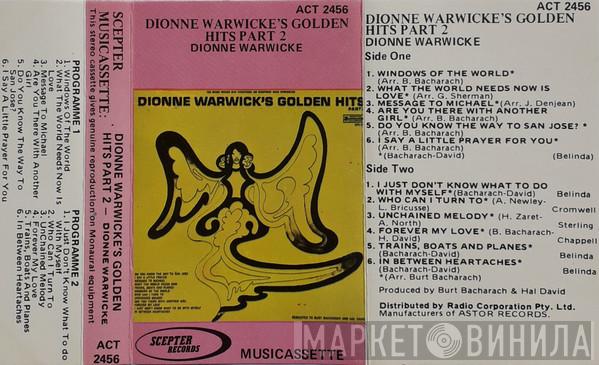 PROGRAMME 1
1. Windows Of The World
2. What The World Needs Now Is
Love
3. Message To Michael
4. Are You There With Another
Girl
5. Do You Know The Way To
San Jose
6. I Say A Little Prayer For You
PROGRAMME 2
1. I Just Don't Know What To do
with Myself
2. Who Can I Turn To
3. UnChained Melody
4. Forever My Love
5. Trains, Boats And Planes
6. In Between Heartaches
SCEPTER
MUSICASSETTE:
This stereo cassette gives genuine reproduction on Monaural equipment
DIONNE WARWICKE'S GOLDEN
HITS PART 2 - DIONNE WARWICKE
ACT
2456
ACT 2456
DIONNE WARWICKE'S GOLDEN
HITS PART 2
DIONNE WARWICKE
DIONNE WARWICK'S GOLDEN HITS
PART 2
SCEPTER
RECORDS
MUSICASSETTE
ACT 2456
DIONNE WARWICKE'S GOLDEN
HITS PART 2
DIONNE WARWICKE
Side One
1. WINDOWS OF THE WORLD*
(Arr. B. Bacharach)
2. WHAT THE WORLD NEEDS NOW IS
LOVE* (Arr. G. Sherman)
3. MESSAGE TO MICHAEL*(Arr. J. Denjean)
4. ARE YOU THERE WITH ANOTHER
GIRL* (Arr. B. Bacharach)
5. DO YOU KNOW THE WAY TO SAN JOSE? *
(Arr. B. Bacharach)
6. I SAY A LITTLE PRAYER FOR YOU*
(Arr. B. Bacharach)
*(Bacharach-David) Belinda
Side Two
1. I JUST DON'T KNOW WHAT TO DO
WITH MYSELF*(Bacharach-David) Belinda
2. WHO CAN I TURN TO* (A. Newley-
L. Bricusse) Cromwell
3. UNCHAINED MELODY* (H. Zaret-
A. North) Sterling
4. FOREVER MY LOVE* (B. Bacharach-
H. David) Chappell
5. TRAINS, BOATS AND PLANES*
(Bacharach-David) Belinda
6. IN BETWEEN HEARTACHES*
(Bacharach-David) Belinda
*(Arr. Burt Bacharach)
Produced by Burt Bacharach & Hal David
Distributed by Radio Corporation Pty. Ltd.
Manufacturers of ASTOR RECORDS.
МАРКЕТ ВИНИЛА